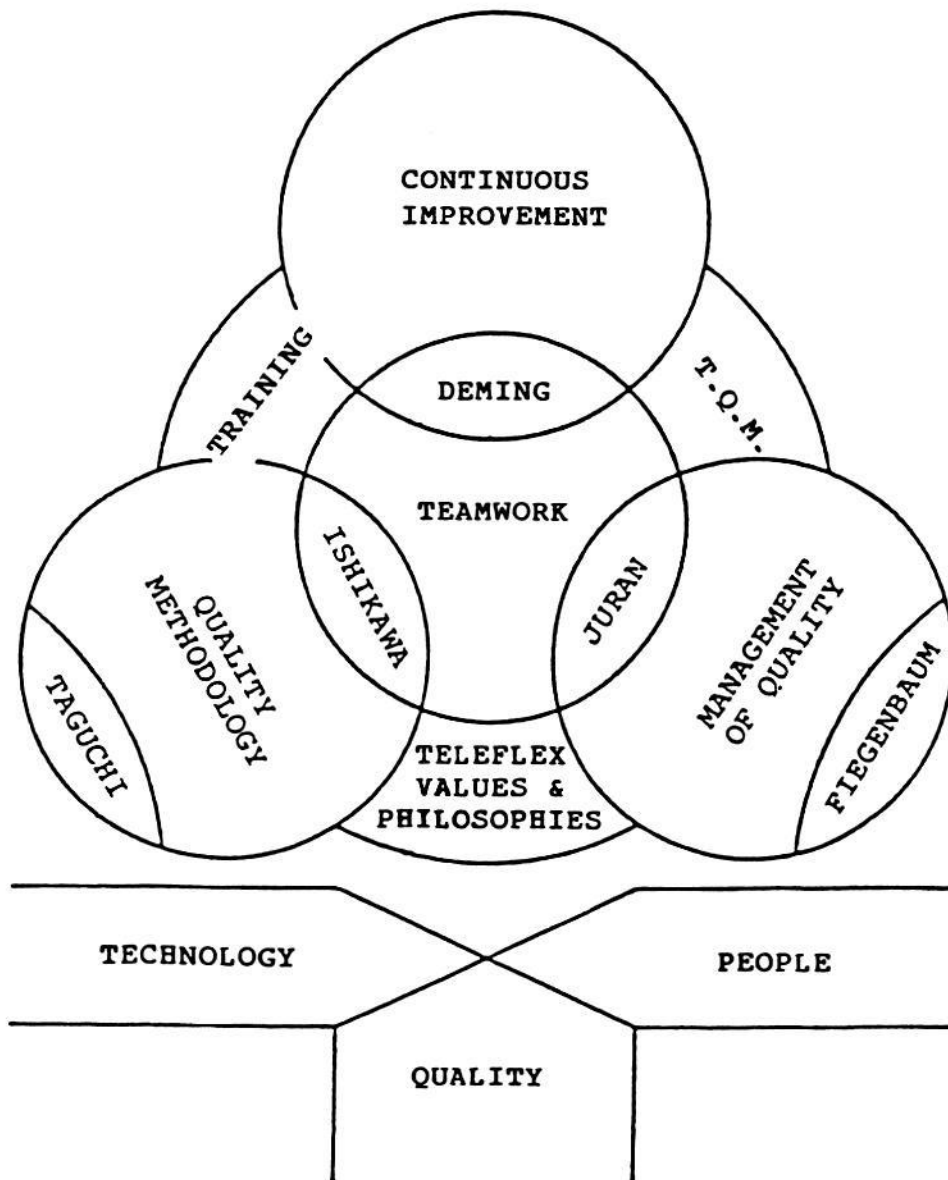 CONTINUOUS
IMPROVEMENT
TRAINING
DEMING
T.Q.M.
TEAMWORK
ISHIKAWA
JURAN
QUALITY
METHODOLOGY
MANAGEMENT
OF QUALITY
TAGUCHI
FIEGENBAUM
TELEFLEX
VALUES &
PHILOSOPHIES
TECHNOLOGY
PEOPLE
QUALITY